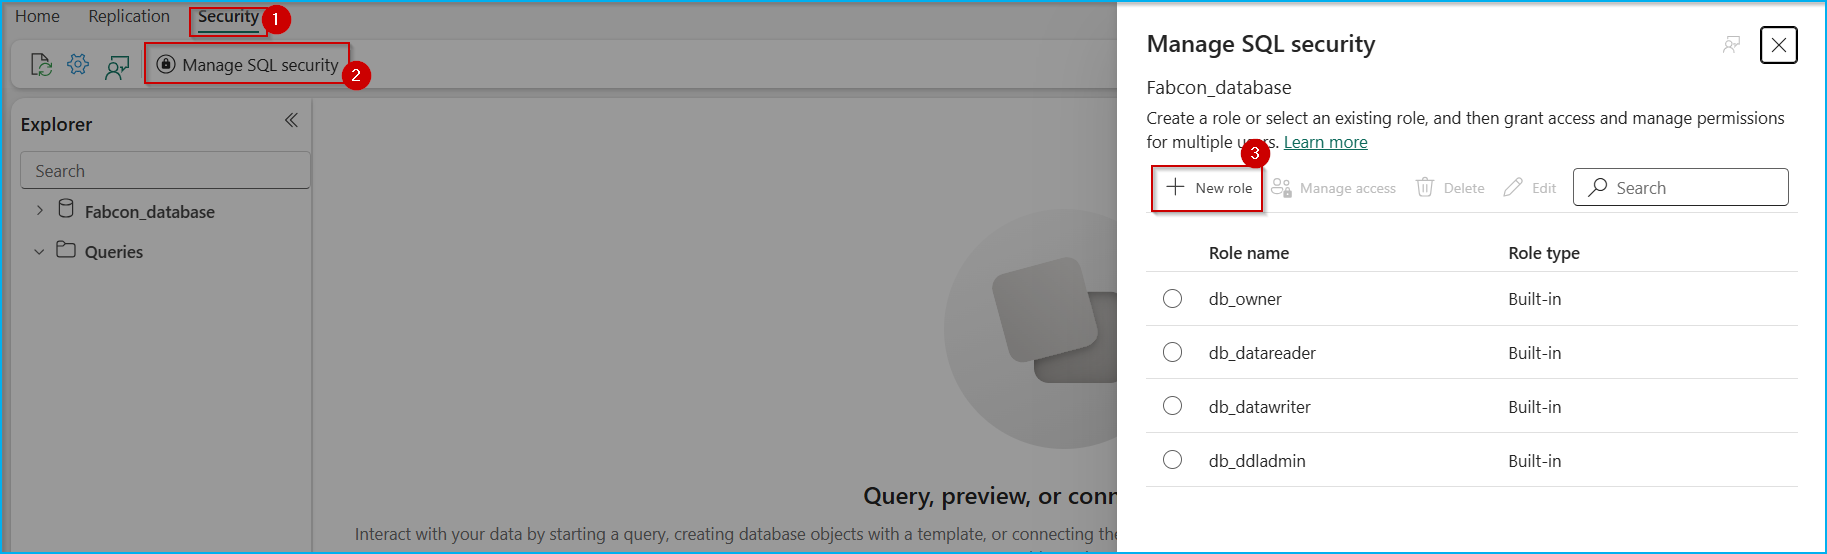 Home Replication Security 1
Manage SQL security 2
Explorer
Search
Fabcon_database
Queries
Query, preview, or conn
Interact with your data by starting a query, creating database objects with a template, or connecting the
Manage SQL security
Fabcon_database
Create a role or select an existing role, and then grant access and manage permissions
for multiple users. Learn more
3
New role Manage access Delete Edit Search
Role name Role type
db_owner Built-in
db_datareader Built-in
db_datawriter Built-in
db_ddladmin Built-in